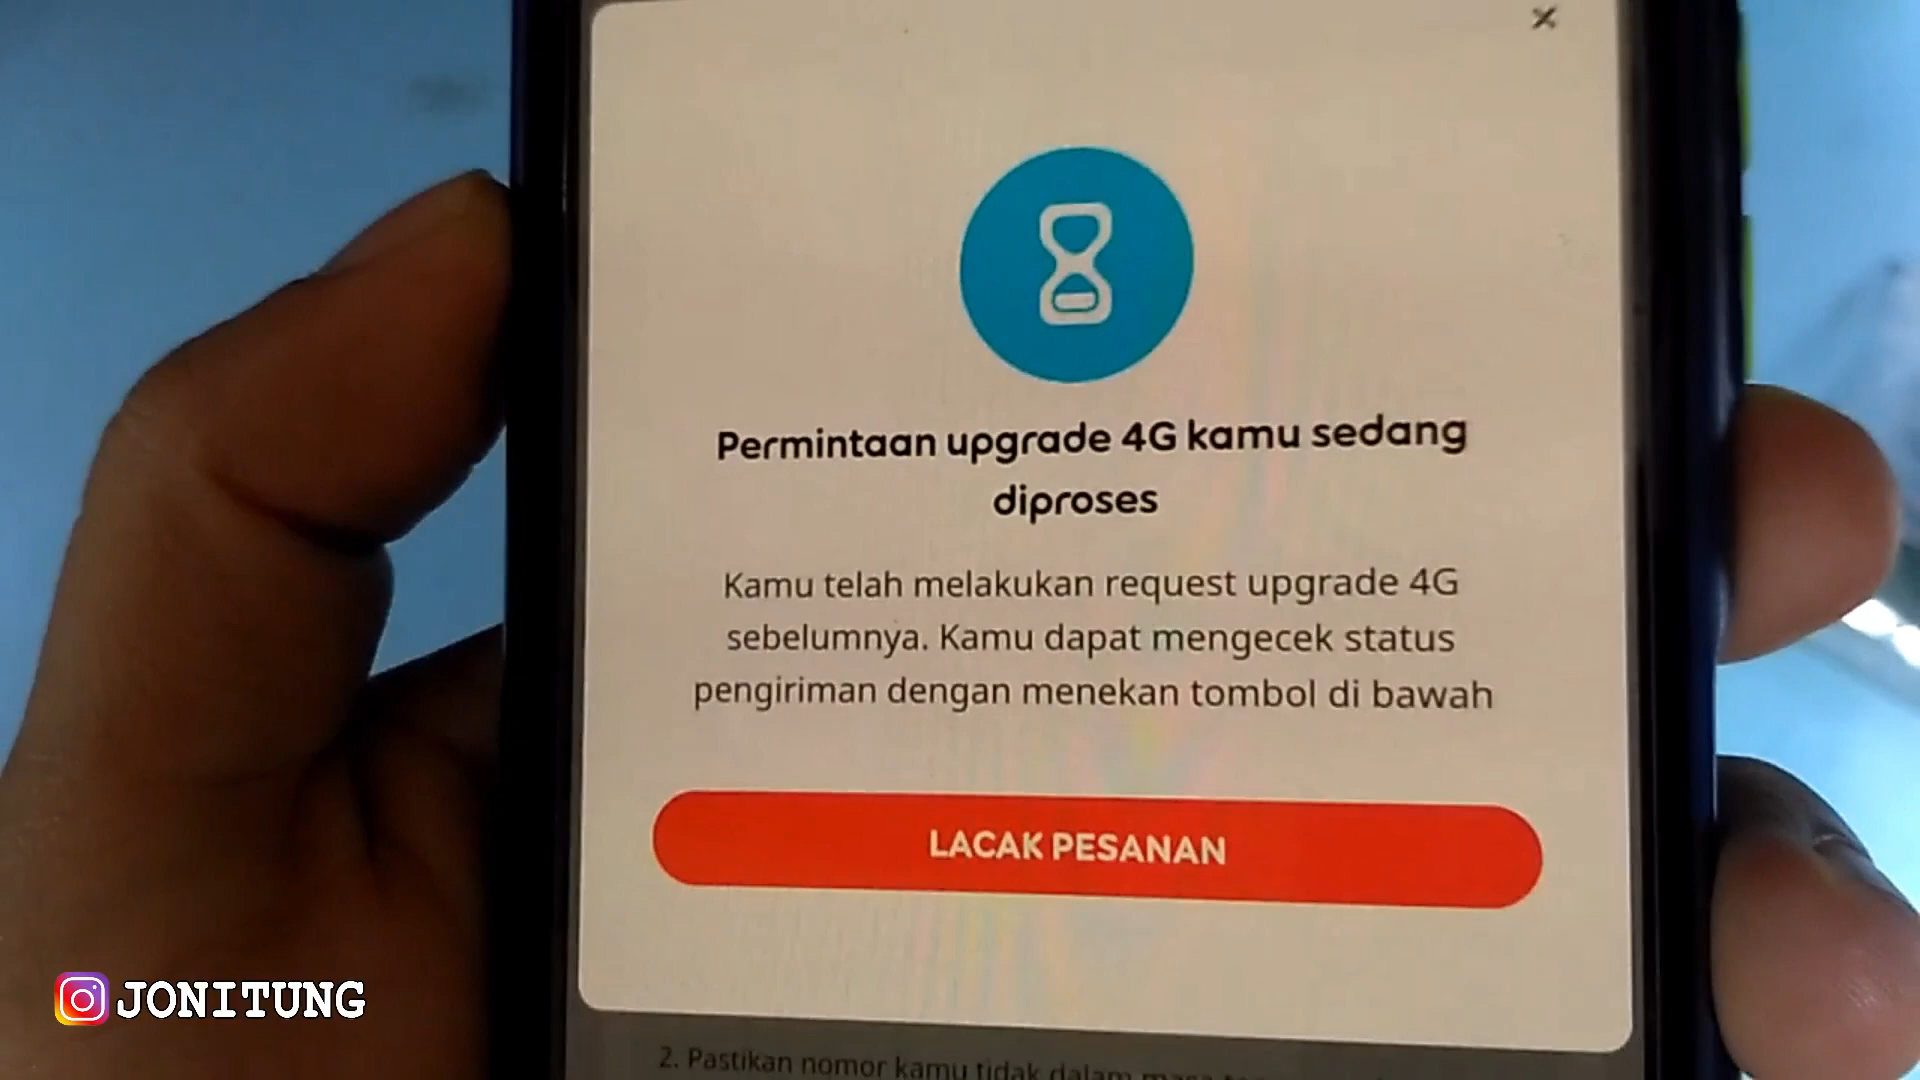 Permintaan upgrade 4G kamu sedang
diproses
Kamu telah melakukan request upgrade 4G
sebelumnya. Kamu dapat mengecek status
pengiriman dengan menekan tombol di bawah
LACAK PESANAN
JONITUNG
2. Pastikan nomor kamu tidak dalam